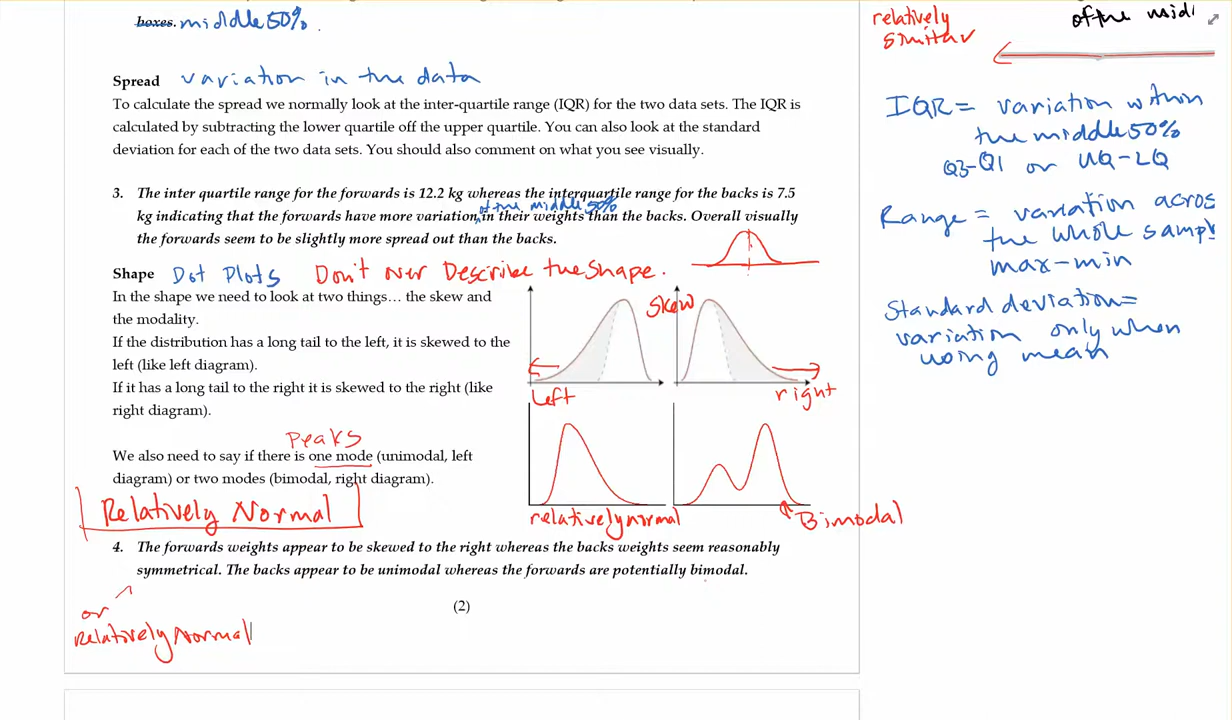 boxes. middle 50%.
Spread variation in the data
To calculate the spread we normally look at the inter-quartile range (IQR) for the two data sets. The IQR is
calculated by subtracting the lower quartile off the upper quartile. You can also look at the standard
deviation for each of the two data sets. You should also comment on what you see visually.
3. The inter quartile range for the forwards is 12.2 kg whereas the interquartile range for the backs is 7.5
of the middle 50%
kg indicating that the forwards have more variation in their weights than the backs. Overall visually
the forwards seem to be slightly more spread out than the backs.
Shape Dot Plots Don't over Describe the Shape.
In the shape we need to look at two things… the skew and
the modality.
If the distribution has a long tail to the left, it is skewed to the
left (like left diagram).
If it has a long tail to the right it is skewed to the right (like
right diagram).
Skew
left
right
Peaks
We also need to say if there is one mode (unimodal, left
diagram) or two modes (bimodal, right diagram).
Relatively Normal
relatively normal
Bimodal
4. The forwards weights appear to be skewed to the right whereas the backs weights seem reasonably
symmetrical. The backs appear to be unimodal whereas the forwards are potentially bimodal.
or
Relatively Normal
(2)
relatively
similar
of the midd
IQR = variation within
the middle 50%
Q3-Q1 or UQ-LQ
Range = variation across
the whole sampl
max-min
Standard deviation=
variation only when
using mean